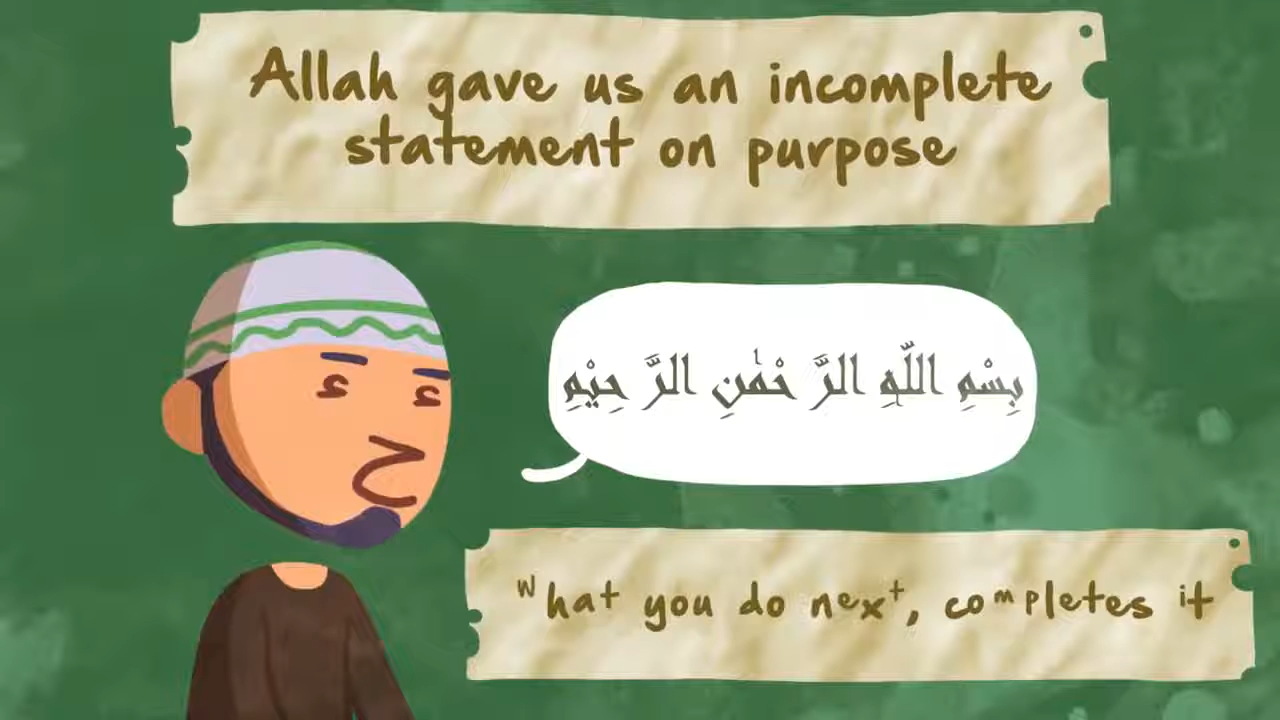 Allah gave us an incomplete
statement on purpose
بِسْمِ اللّٰهِ الرَّ حْمٰنِ الرَّ حِيْمِ
What you do next, completes it